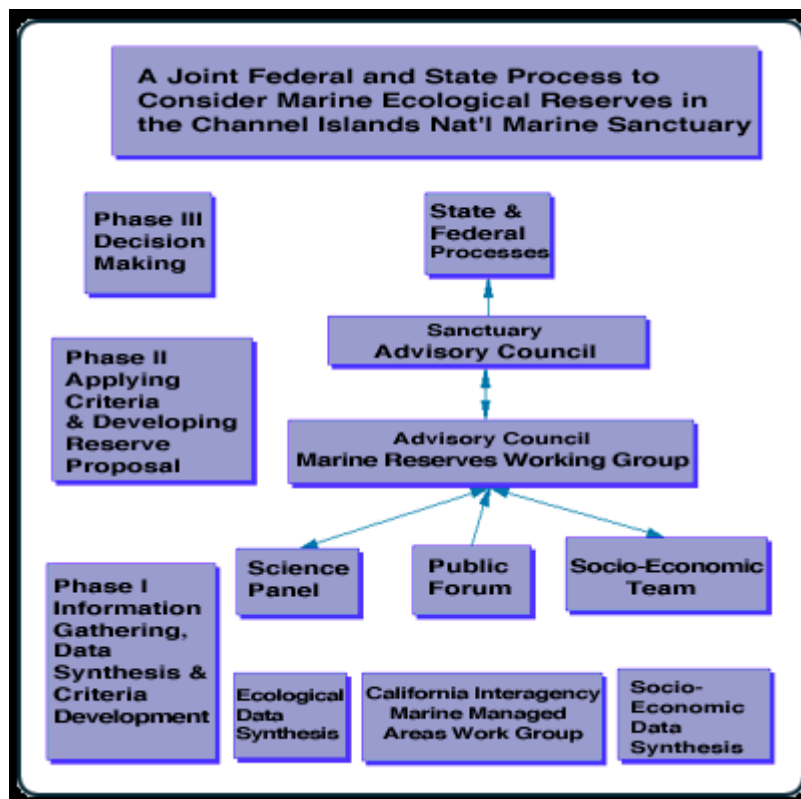 A Joint Federal and State Process to
Consider Marine Ecological Reserves in
the Channel Islands Nat'l Marine Sanctuary
Phase III
Decision
Making
State &
Federal
Processes
Sanctuary
Advisory Council
Phase II
Applying
Criteria
& Developing
Reserve
Proposal
Advisory Council
Marine Reserves Working Group
Science
Panel
Public
Forum
Socio-Economic
Team
Phase I
Information
Gathering,
Data
Synthesis &
Criteria
Development
Ecological
Data
Synthesis
California Interagency
Marine Managed
Areas Work Group
Socio-
Economic
Data
Synthesis